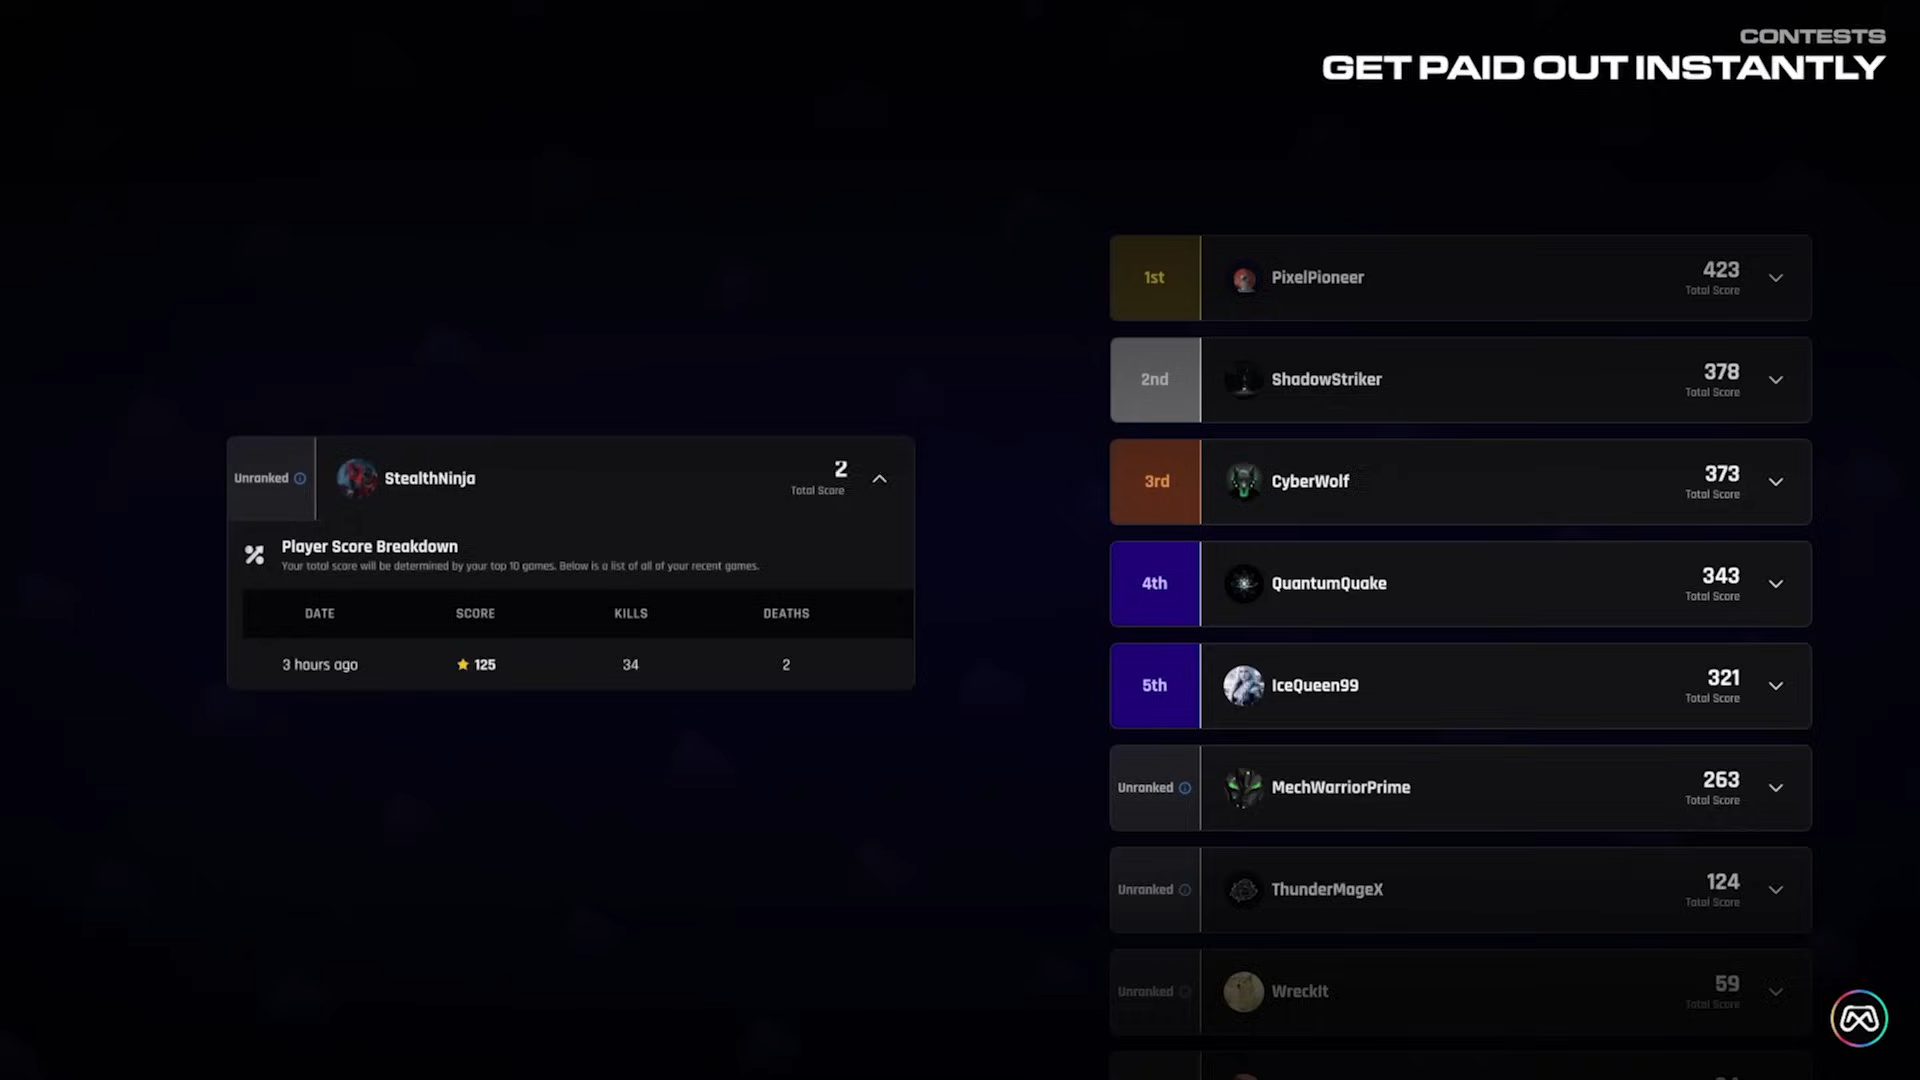 CONTESTS
GET PAID OUT INSTANTLY
Unranked
StealthNinja
2
Total Score
Player Score Breakdown
Your total score will be determined by your top 10 games. Below is a list of all of your recent games.
DATE SCORE KILLS DEATHS
3 hours ago 125 34 2
1st PixelPioneer 423
Total Score
2nd ShadowStriker 378
Total Score
3rd CyberWolf 373
Total Score
4th QuantumQuake 343
Total Score
5th IceQueen99 321
Total Score
Unranked MechWarriorPrime 263
Total Score
Unranked ThunderMageX 124
Total Score
Unranked WreckIt 59
Total Score